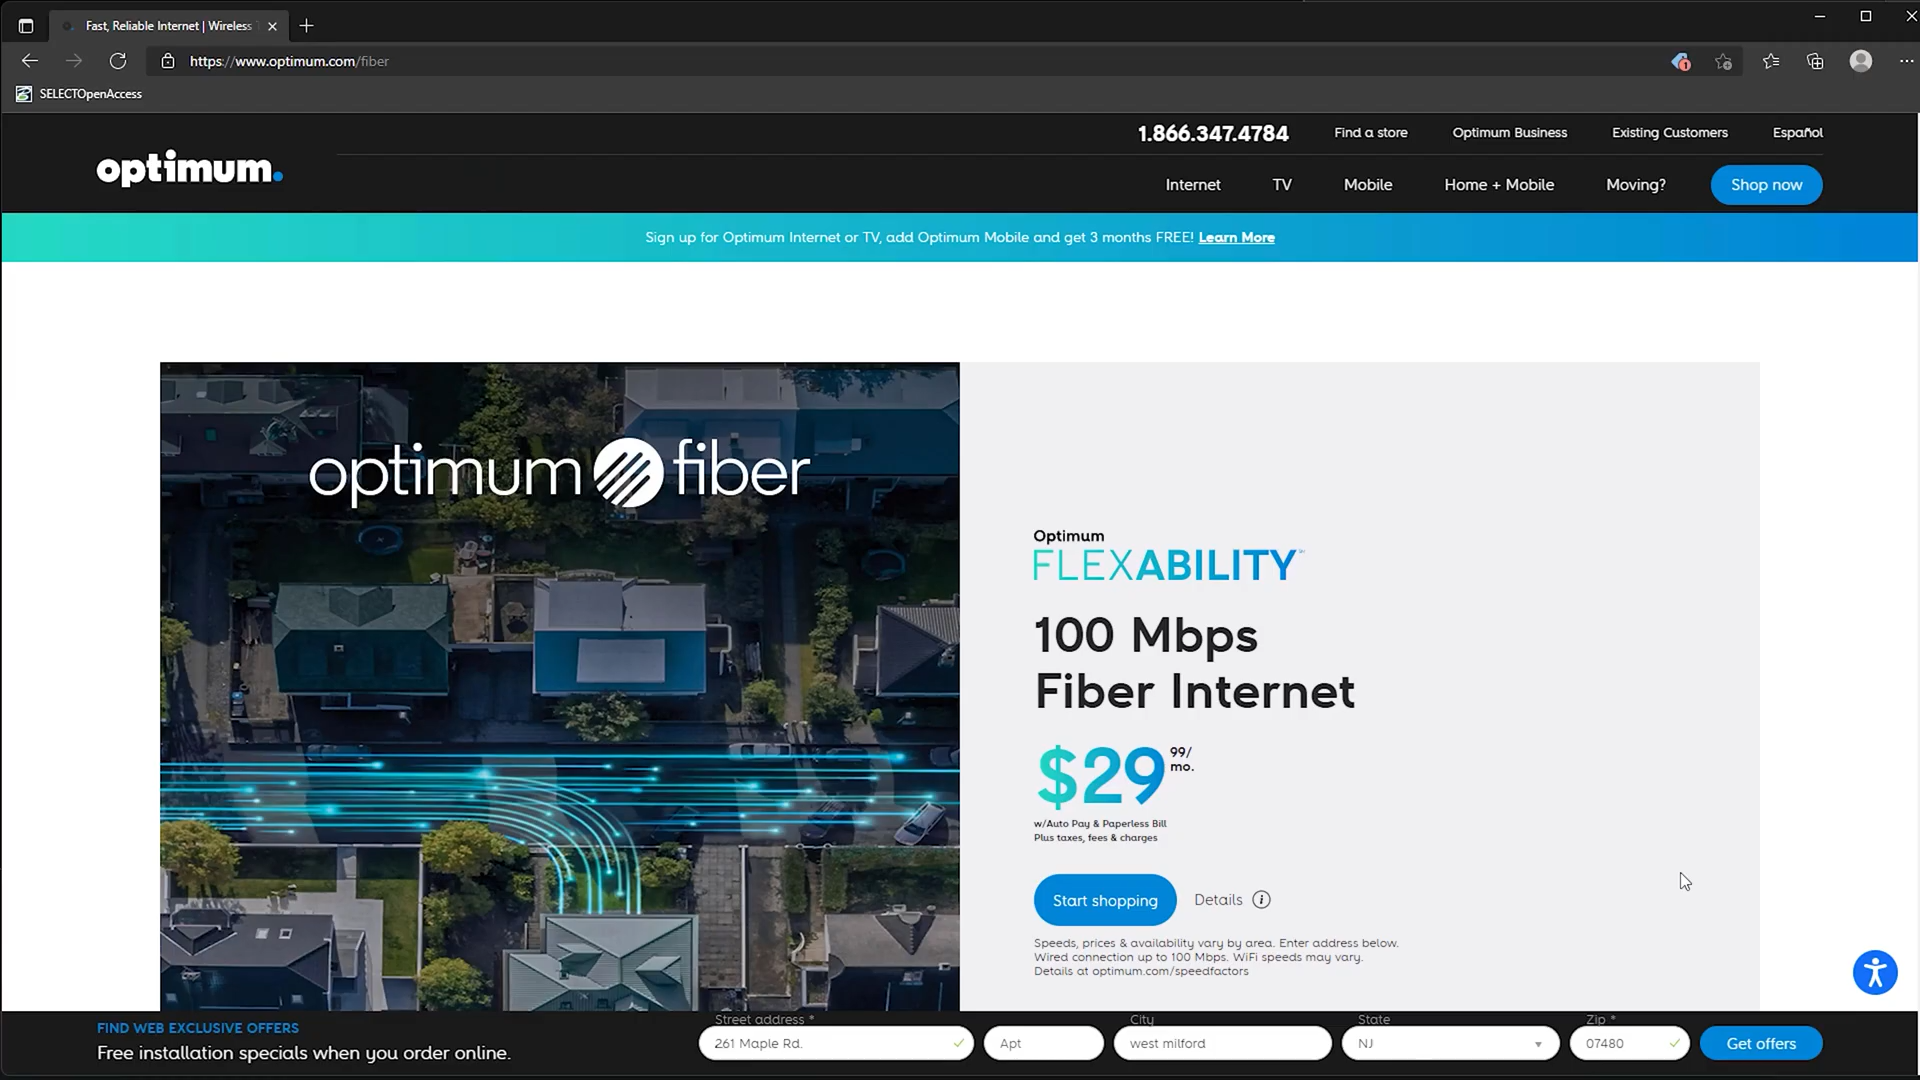 Fast, Reliable Internet | Wireless
https://www.optimum.com/fiber
1
SELECTOpenAccess
1.866.347.4784
Find a store
Optimum Business
Existing Customers
Español
optimum.
Internet
TV
Mobile
Home + Mobile
Moving?
Shop now
Sign up for Optimum Internet or TV, add Optimum Mobile and get 3 months FREE! Learn More
optimum fiber
Optimum
FLEXABILITY
100 Mbps
Fiber Internet
$29 99/
mo.
w/Auto Pay & Paperless Bill
Plus taxes, fees & charges
Start shopping
Details i
Speeds, prices & availability vary by area. Enter address below.
Wired connection up to 100 Mbps. WiFi speeds may vary.
Details at optimum.com/speedfactors
FIND WEB EXCLUSIVE OFFERS
Free installation specials when you order online.
Street address *
261 Maple Rd.
Apt
City
west milford
State
NJ
Zip *
07480
Get offers